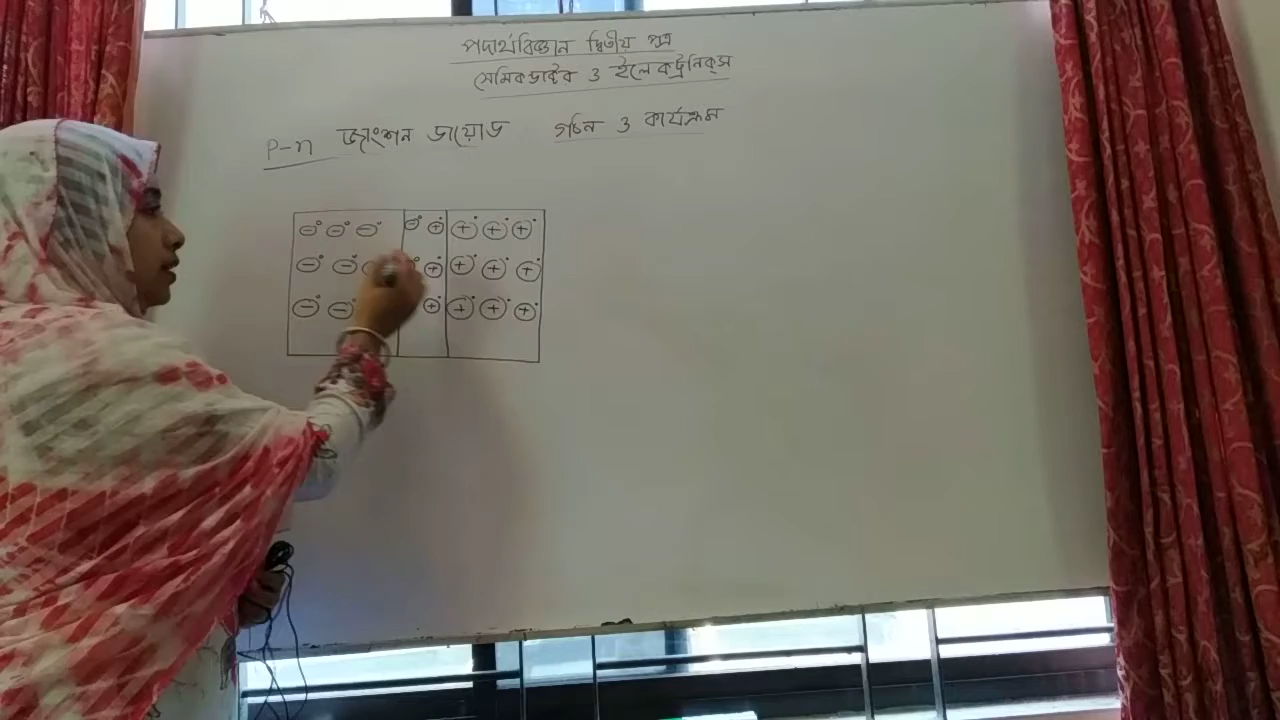 পদার্থবিজ্ঞান দ্বিতীয় পত্র
সেমিকন্ডাক্টর ও ইলেকট্রনিক্স
P-n জাংশন ডায়োড গঠন ও কার্যক্রম